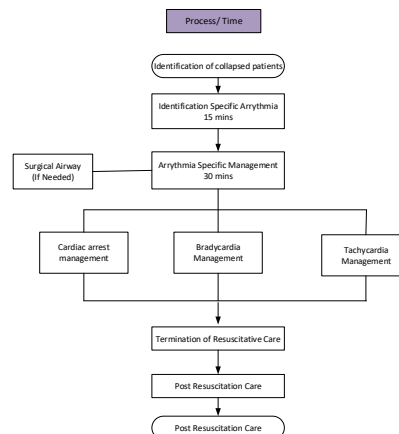 Process/ Time
Identification of collapsed patients
Identification Specific Arrythmia
15 mins
Surgical Airway
(If Needed)
Arrythmia Specific Management
30 mins
Cardiac arrest
management
Bradycardia
Management
Tachycardia
Management
Termination of Resuscitative Care
Post Resuscitation Care
Post Resuscitation Care